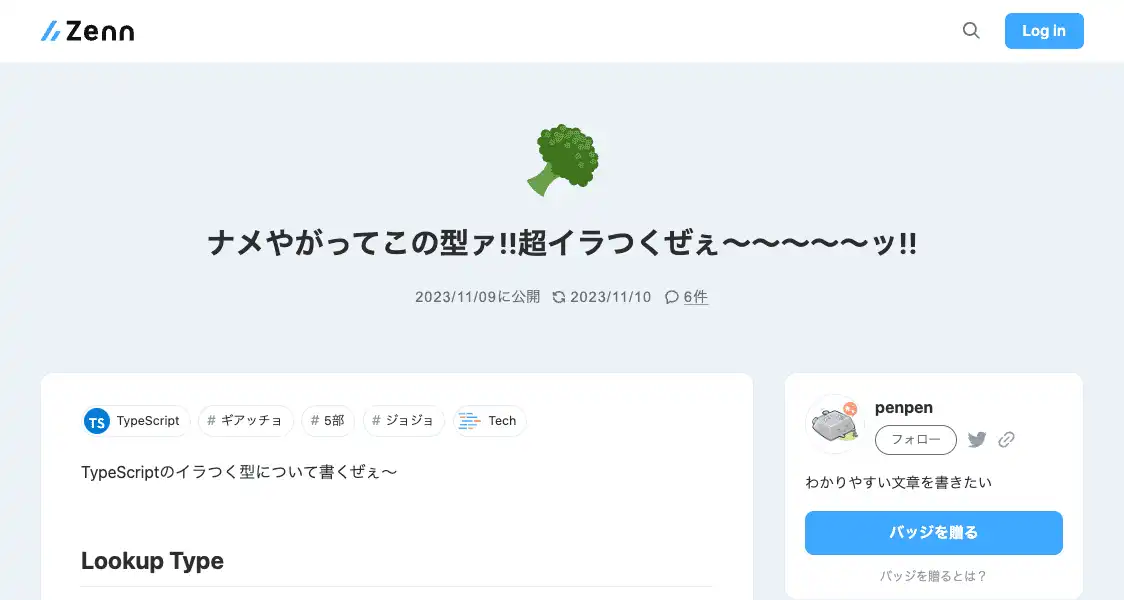 Zenn
Log in
ナメやがってこの型ァ!!超イラつくぜぇ〜〜〜〜〜ッ!!
2023/11/09に公開 2023/11/10 6件
TS TypeScript # ギアッチョ # 5部 # ジョジョ Tech
TypeScriptのイラつく型について書くぜぇ〜
Lookup Type
penpen
フォロー
わかりやすい文章を書きたい
バッジを贈る
バッジを贈るとは？